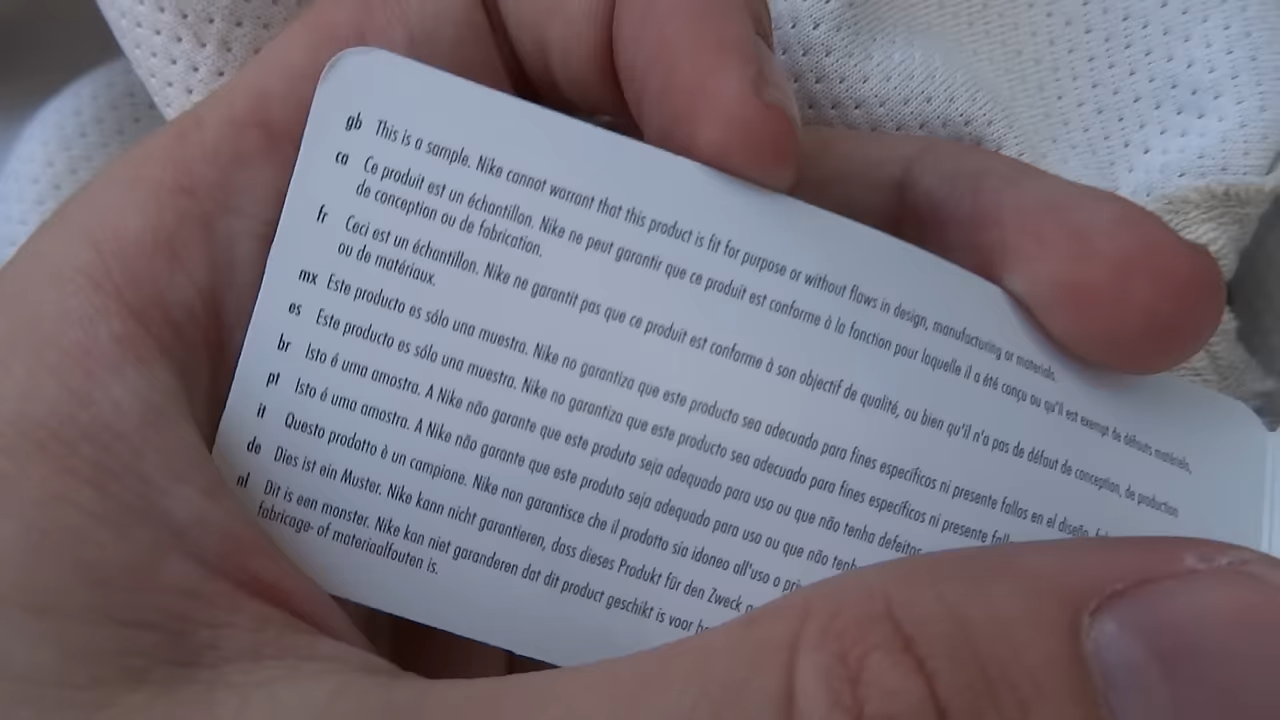 gb This is a sample. Nike cannot warrant that this product is fit for purpose or without flaws in design, manufacturing or materials.
ca Ce produit est un échantillon. Nike ne peut garantir que ce produit est conforme à la fonction pour laquelle il a été conçu ou qu'il est exempt de défauts matériels,
de conception ou de fabrication.
fr Ceci est un échantillon. Nike ne garantit pas que ce produit est conforme à son objectif de qualité, ou bien qu'il n'a pas de défaut de conception, de production
ou de matériaux.
mx Este producto es sólo una muestra. Nike no garantiza que este producto sea adecuado para fines específicos ni presente fallas en el diseño,
es Este producto es sólo una muestra. Nike no garantiza que este producto sea adecuado para fines específicos ni presente
br Isto é uma amostra. A Nike não garante que este produto seja adequado para uso ou que não tenha defeitos
pt Isto é uma amostra. A Nike não garante que este produto seja adequado para uso ou que não
it Questo prodotto è un campione. Nike non garantisce che il prodotto sia idoneo all'uso o
de Dies ist ein Muster. Nike kann nicht garantieren, dass dieses Produkt für den Zweck
nl Dit is een monster. Nike kan niet garanderen dat dit product geschikt is voor
fabricage- of materiaalfouten is.